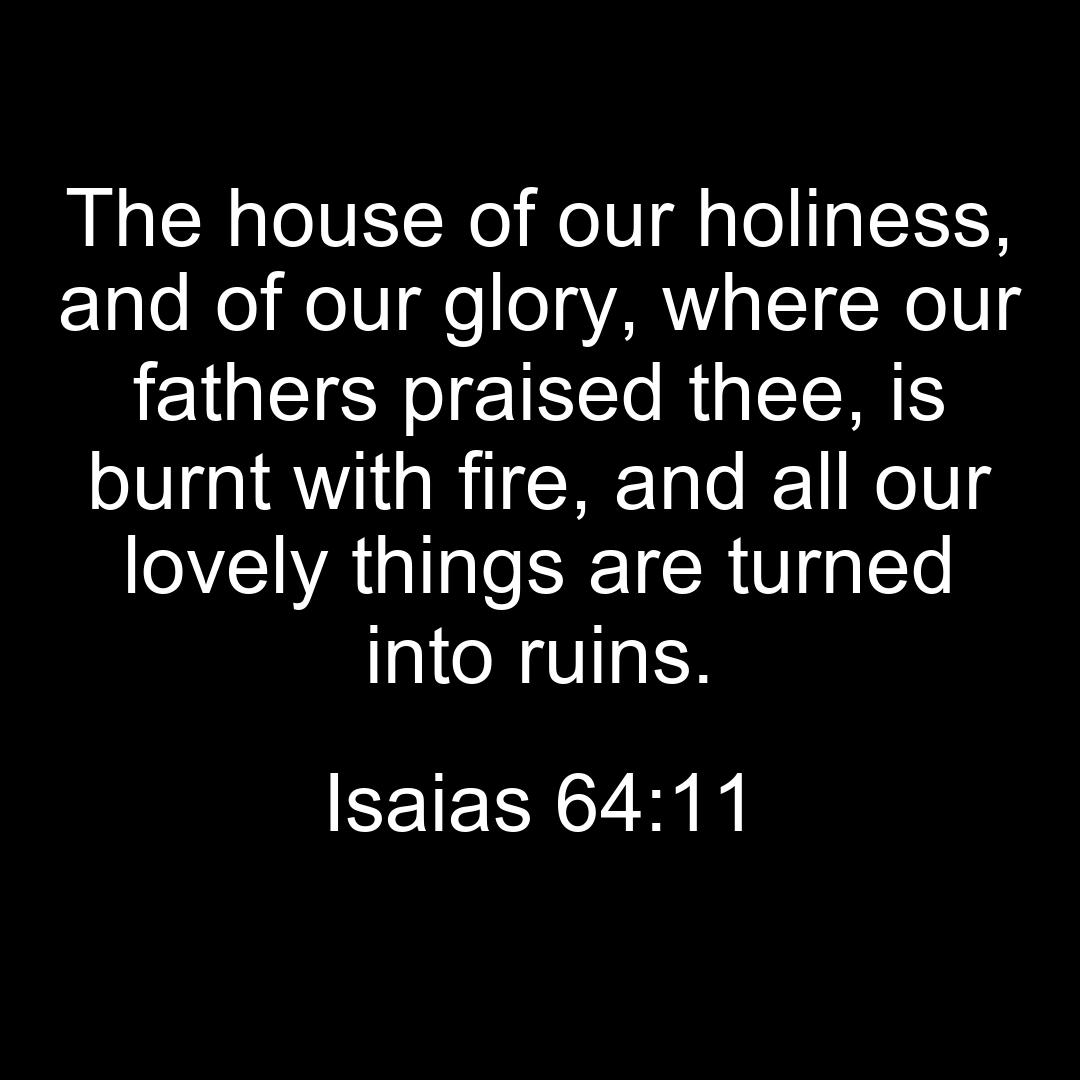 The house of our holiness,
and of our glory, where our
fathers praised thee, is
burnt with fire, and all our
lovely things are turned
into ruins.
Isaias 64:11